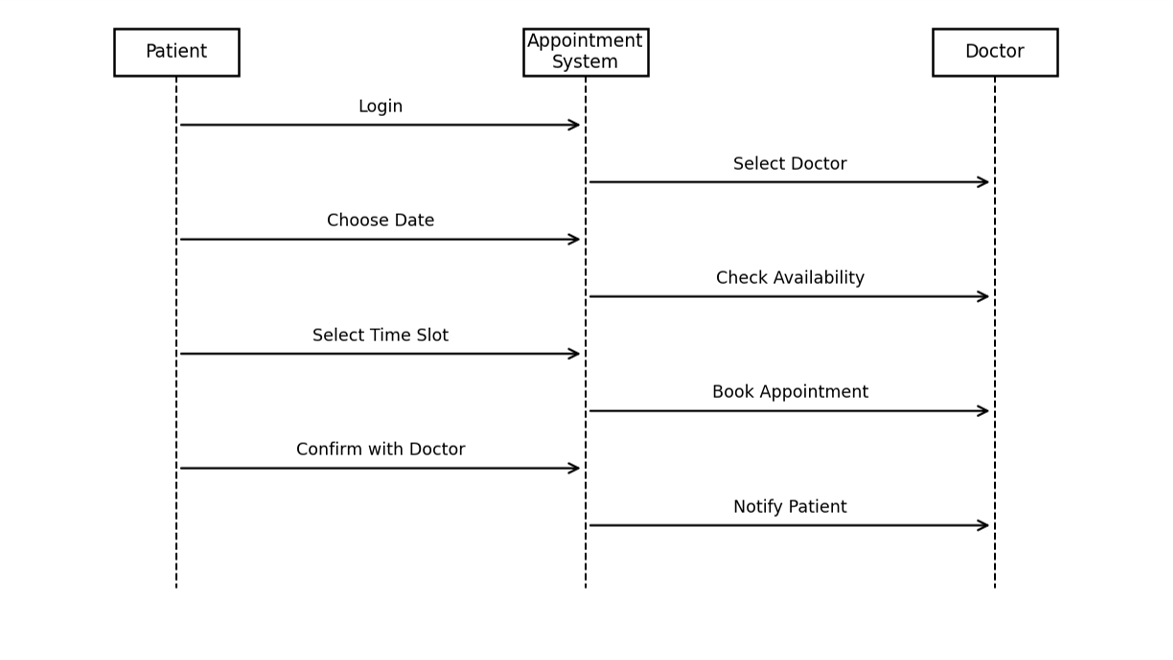 Patient
Appointment
System
Doctor
Login
Select Doctor
Choose Date
Check Availability
Select Time Slot
Book Appointment
Confirm with Doctor
Notify Patient